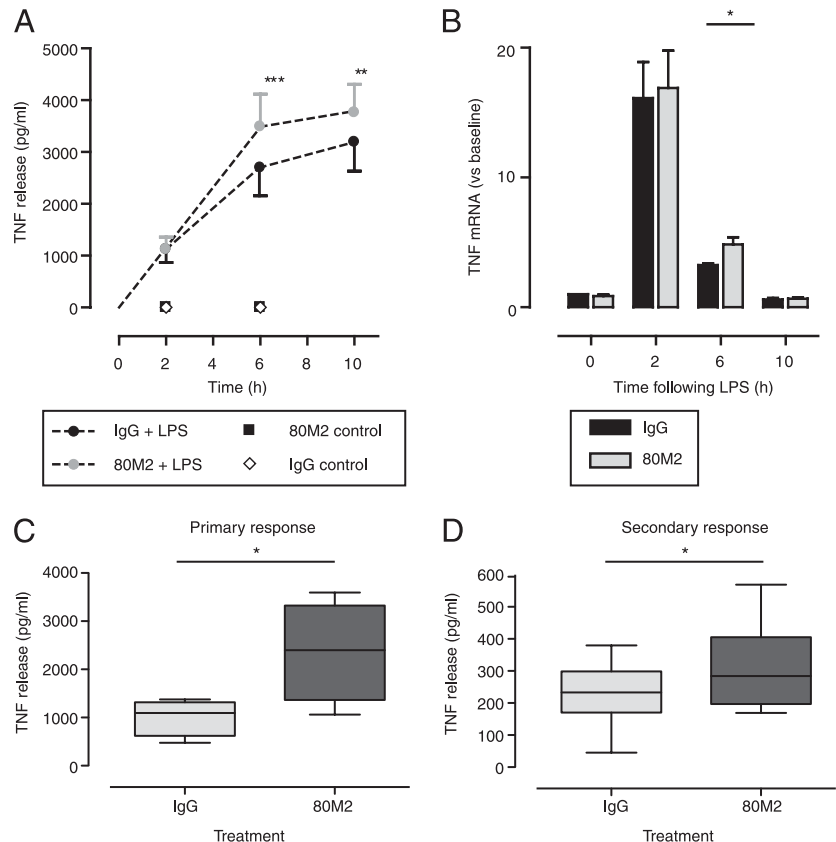 A
TNF release (pg/ml)
5000
4000
3000
2000
1000
0
***
**
0 2 4 6 8 10
Time (h)
IgG + LPS
80M2 control
80M2 + LPS
IgG control
B
TNF mRNA (vs baseline)
20
10
0
*
0 2 6 10
Time following LPS (h)
IgG
80M2
C
Primary response
*
TNF release (pg/ml)
4000
3000
2000
1000
0
IgG 80M2
Treatment
D
Secondary response
*
TNF release (pg/ml)
600
500
400
300
200
100
0
IgG 80M2
Treatment